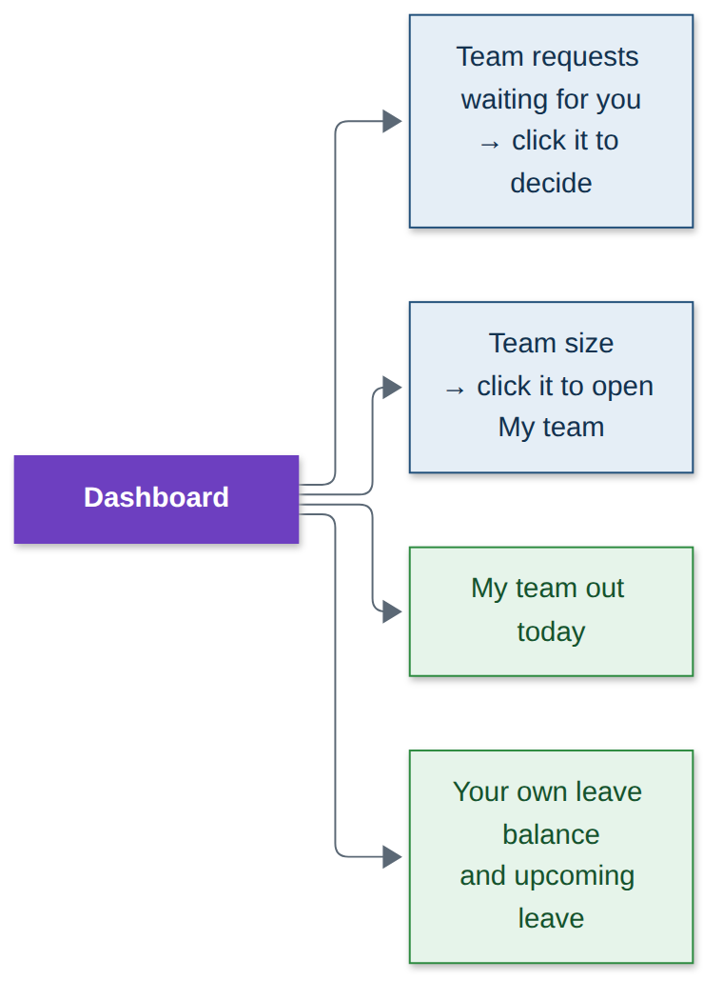 Team requests
waiting for you
→ click it to
decide
Team size
→ click it to open
My team
Dashboard
My team out
today
Your own leave
balance
and upcoming
leave